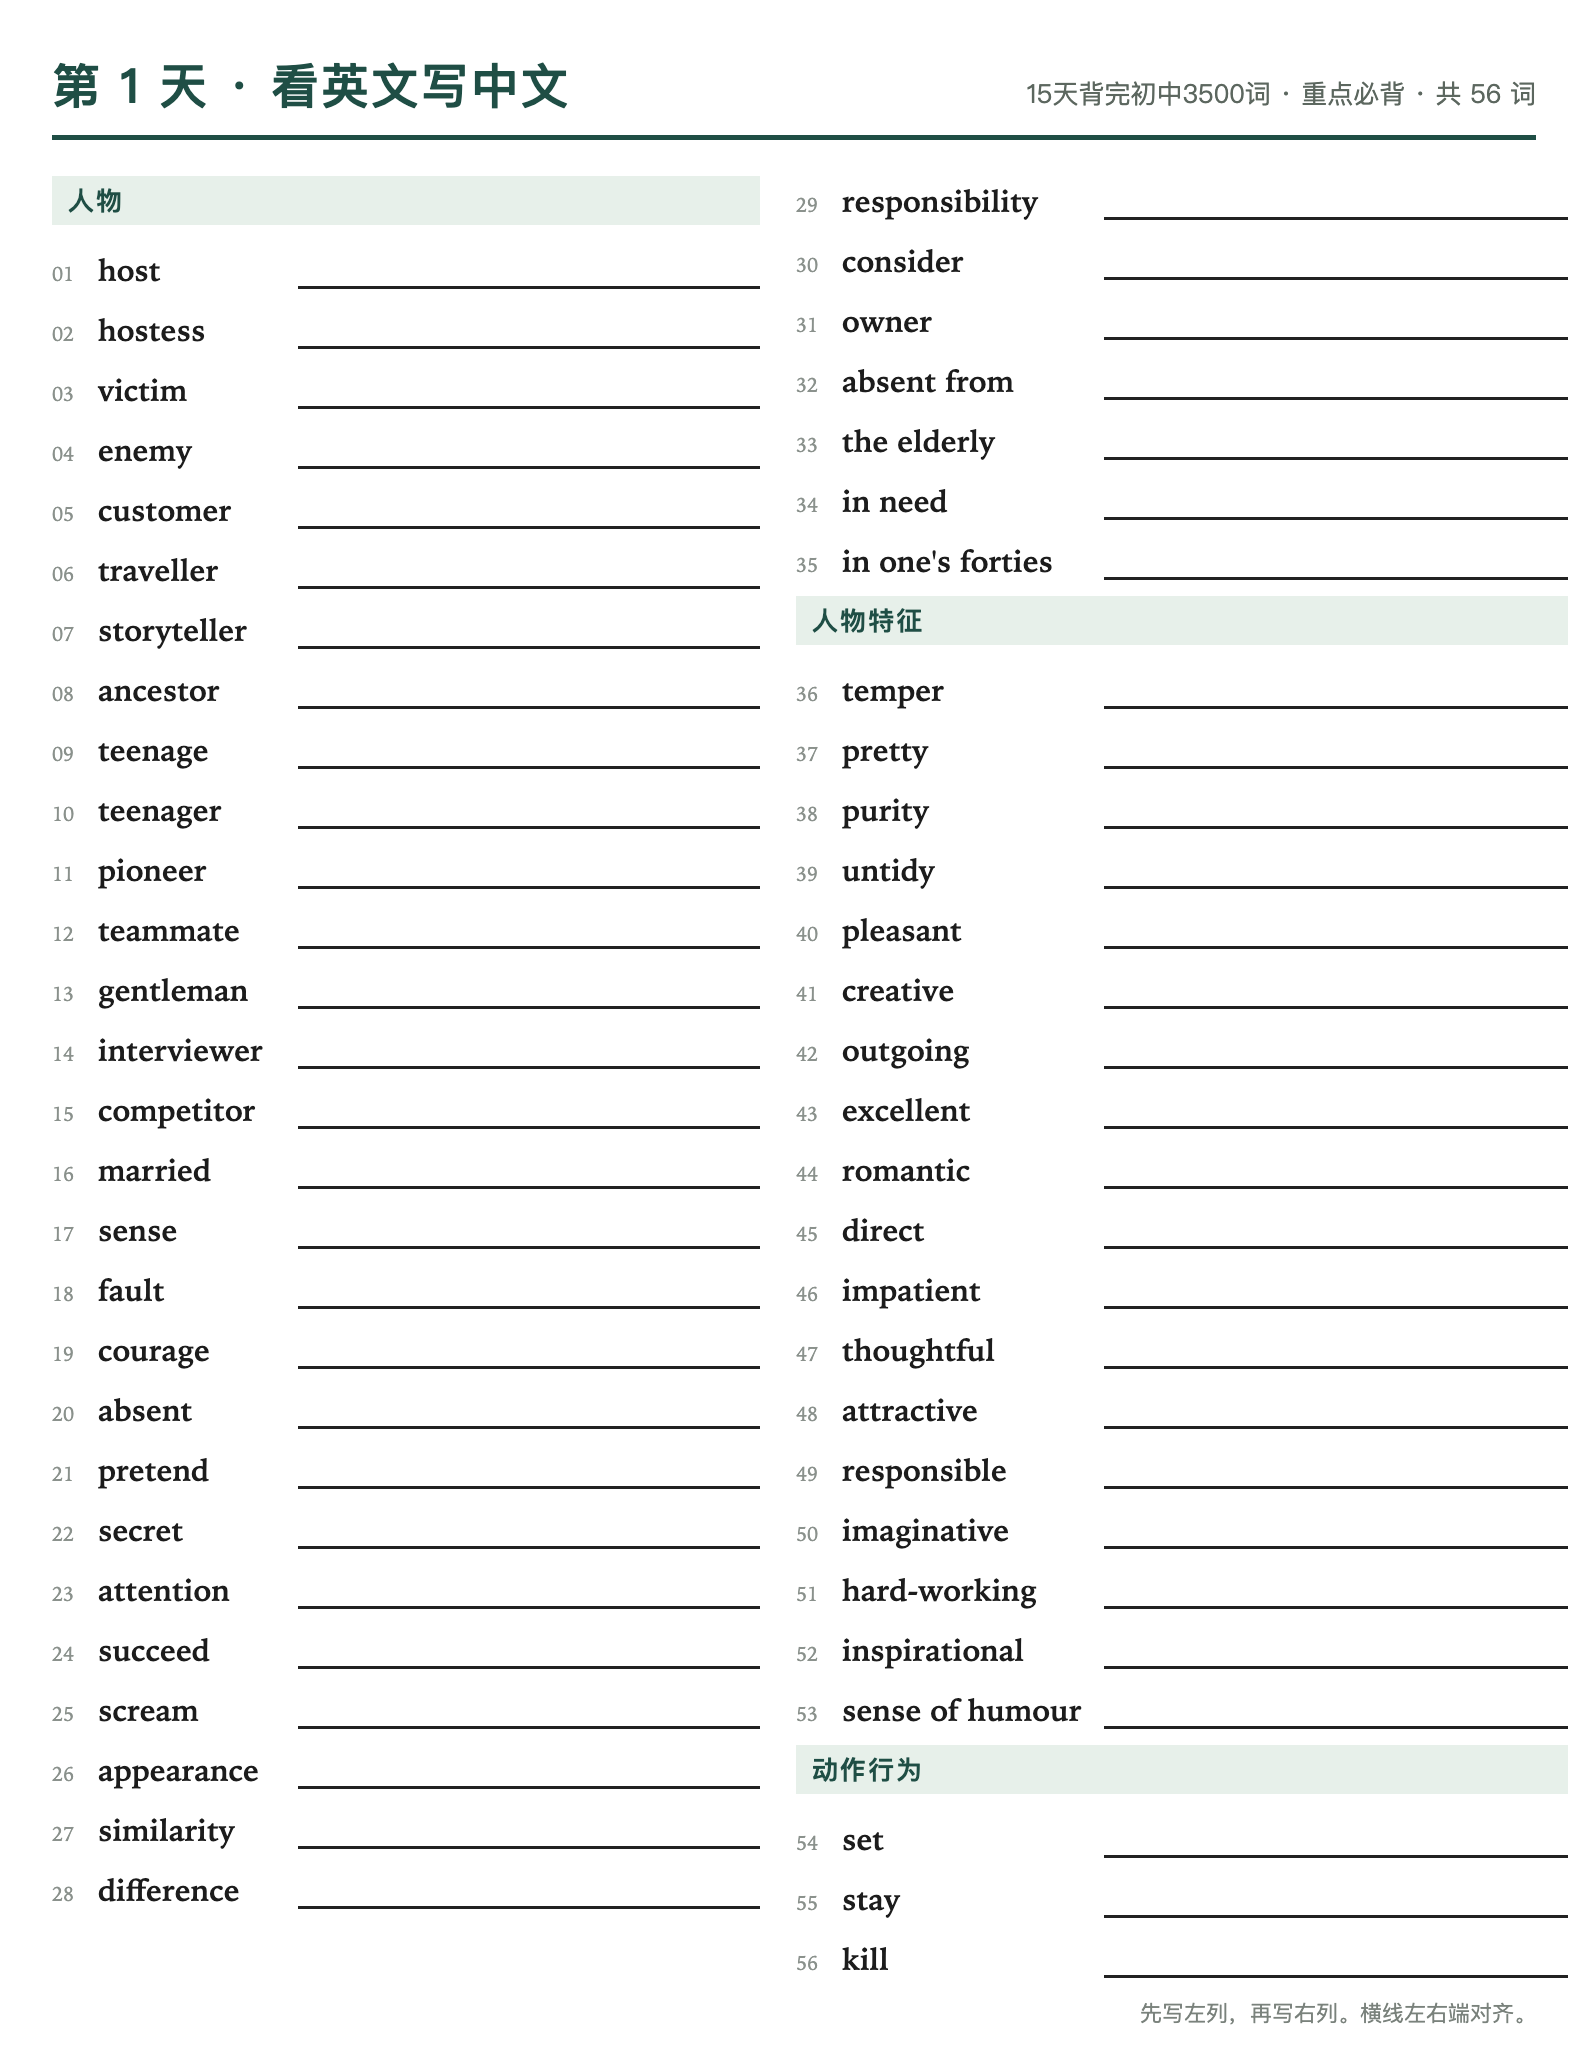 第 1 天 · 看英文写中文
15天背完初中3500词 · 重点必背 · 共 56 词
人物
01 host
02 hostess
03 victim
04 enemy
05 customer
06 traveller
07 storyteller
08 ancestor
09 teenage
10 teenager
11 pioneer
12 teammate
13 gentleman
14 interviewer
15 competitor
16 married
17 sense
18 fault
19 courage
20 absent
21 pretend
22 secret
23 attention
24 succeed
25 scream
26 appearance
27 similarity
28 difference
29 responsibility
30 consider
31 owner
32 absent from
33 the elderly
34 in need
35 in one's forties
人物特征
36 temper
37 pretty
38 purity
39 untidy
40 pleasant
41 creative
42 outgoing
43 excellent
44 romantic
45 direct
46 impatient
47 thoughtful
48 attractive
49 responsible
50 imaginative
51 hard-working
52 inspirational
53 sense of humour
动作行为
54 set
55 stay
56 kill
先写左列，再写右列。横线左右端对齐。